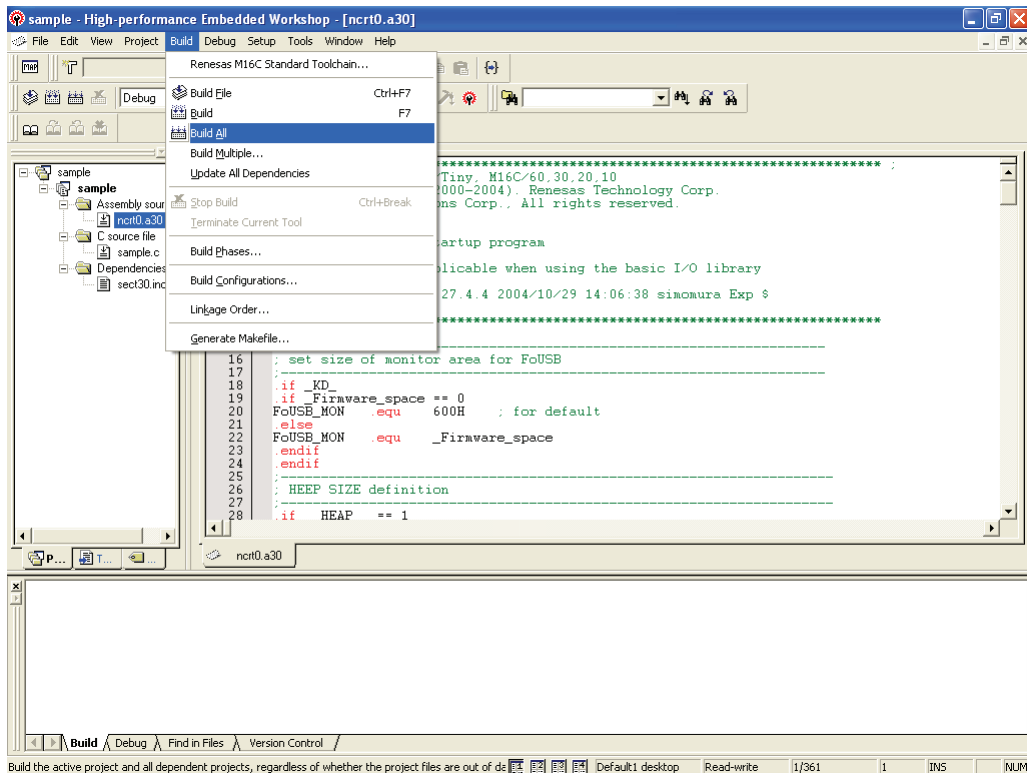 sample - High-performance Embedded Workshop - [ncrt0.a30]
File Edit View Project Build Debug Setup Tools Window Help
MAP
Debug
Renesas M16C Standard Toolchain...
Build File Ctrl+F7
Build F7
Build All
Build Multiple...
Update All Dependencies
Stop Build Ctrl+Break
Terminate Current Tool
Build Phases...
Build Configurations...
Linkage Order...
Generate Makefile...
sample
sample
Assembly sour
ncrt0.a30
C source file
sample.c
Dependencies
sect30.inc
P... T... ...
****************************************************** ;
Tiny, M16C/60,30,20,10
2000-2004). Renesas Technology Corp.
ns Corp., All rights reserved.
artup program
plicable when using the basic I/O library
27.4.4 2004/10/29 14:06:38 simomura Exp $
******************************************************
16 ; set size of monitor area for FoUSB
17 ;---------------------------------------------------------------------
18 .if _KD_
19 .if _Firmware_space == 0
20 FoUSB_MON .equ 600H ; for default
21 .else
22 FoUSB_MON .equ _Firmware_space
23 .endif
24 .endif
25 ;---------------------------------------------------------------------
26 ; HEEP SIZE definition
27 ;---------------------------------------------------------------------
28 .if __HEAP__ == 1
ncrt0.a30
Build Debug Find in Files Version Control
Build the active project and all dependent projects, regardless of whether the project files are out of da Default1 desktop Read-write 1/361 1 INS NUM